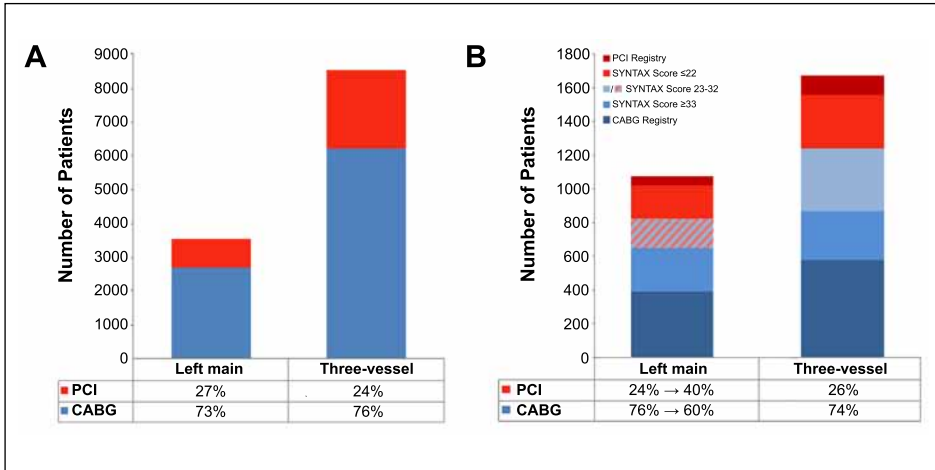 A
Number of Patients
9000
8000
7000
6000
5000
4000
3000
2000
1000
0
Left main Three-vessel
PCI 27% 24%
CABG 73% 76%
B
Number of Patients
1800
1600
1400
1200
1000
800
600
400
200
0
PCI Registry
SYNTAX Score ≤22
/ SYNTAX Score 23-32
SYNTAX Score ≥33
CABG Registry
Left main Three-vessel
PCI 24% → 40% 26%
CABG 76% → 60% 74%